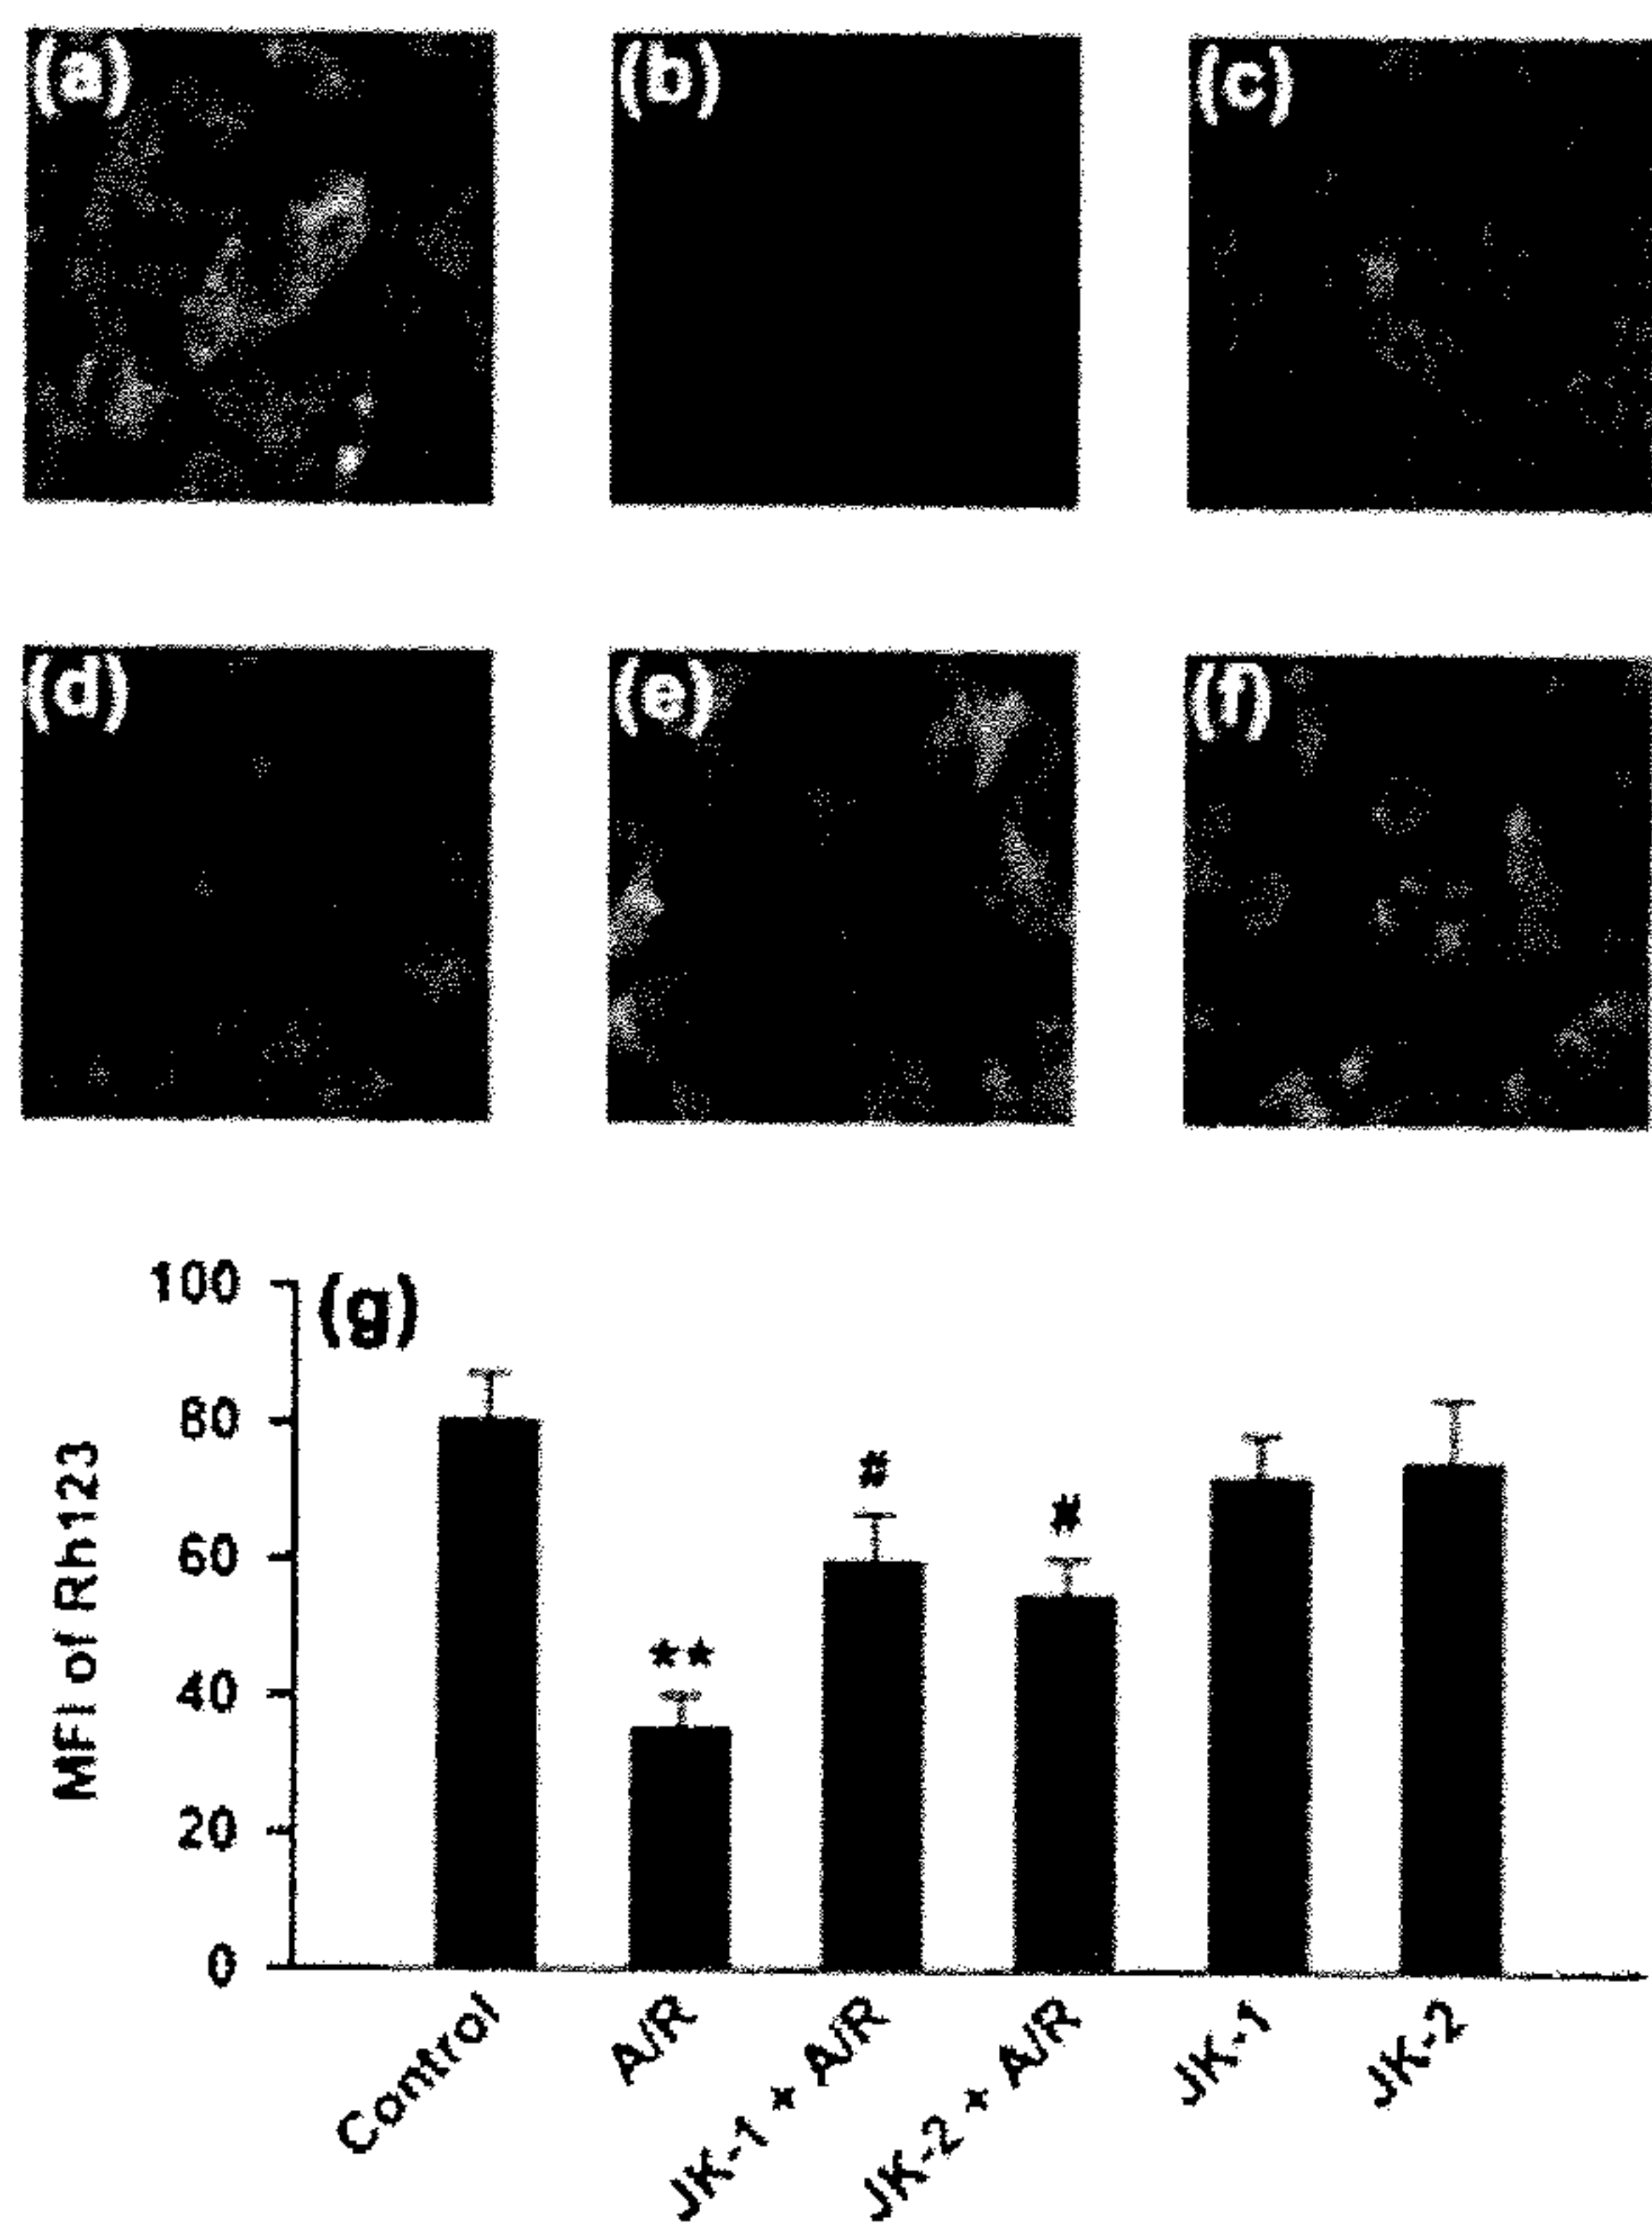 (a)
(b)
(c)
(d)
(e)
(f)
(g)
100
80
60
40
20
0
MFI of Rh123
**
#
#
Control
A/R
JK-1 + A/R
JK-2 + A/R
JK-1
JK-2